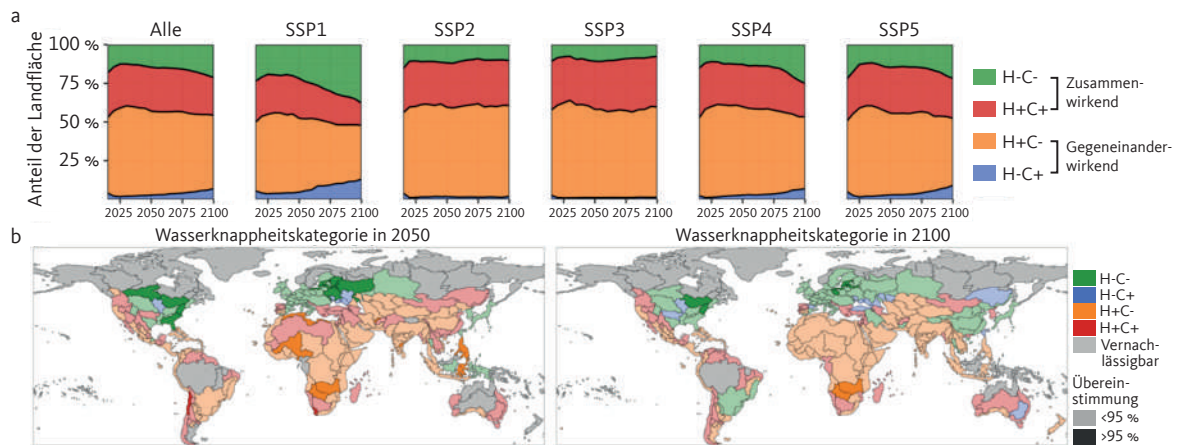 a
Alle
SSP1
SSP2
SSP3
SSP4
SSP5
Anteil der Landfläche
100 %
75 %
50 %
25 %
2025 2050 2075 2100
2025 2050 2075 2100
2025 2050 2075 2100
2025 2050 2075 2100
2025 2050 2075 2100
2025 2050 2075 2100
H-C-
H+C+
Zusammen-
wirkend
H+C-
H-C+
Gegeneinander-
wirkend
b
Wasserknappheitskategorie in 2050
Wasserknappheitskategorie in 2100
H-C-
H-C+
H+C-
H+C+
Vernach-
lässigbar
Überein-
stimmung
<95 %
>95 %